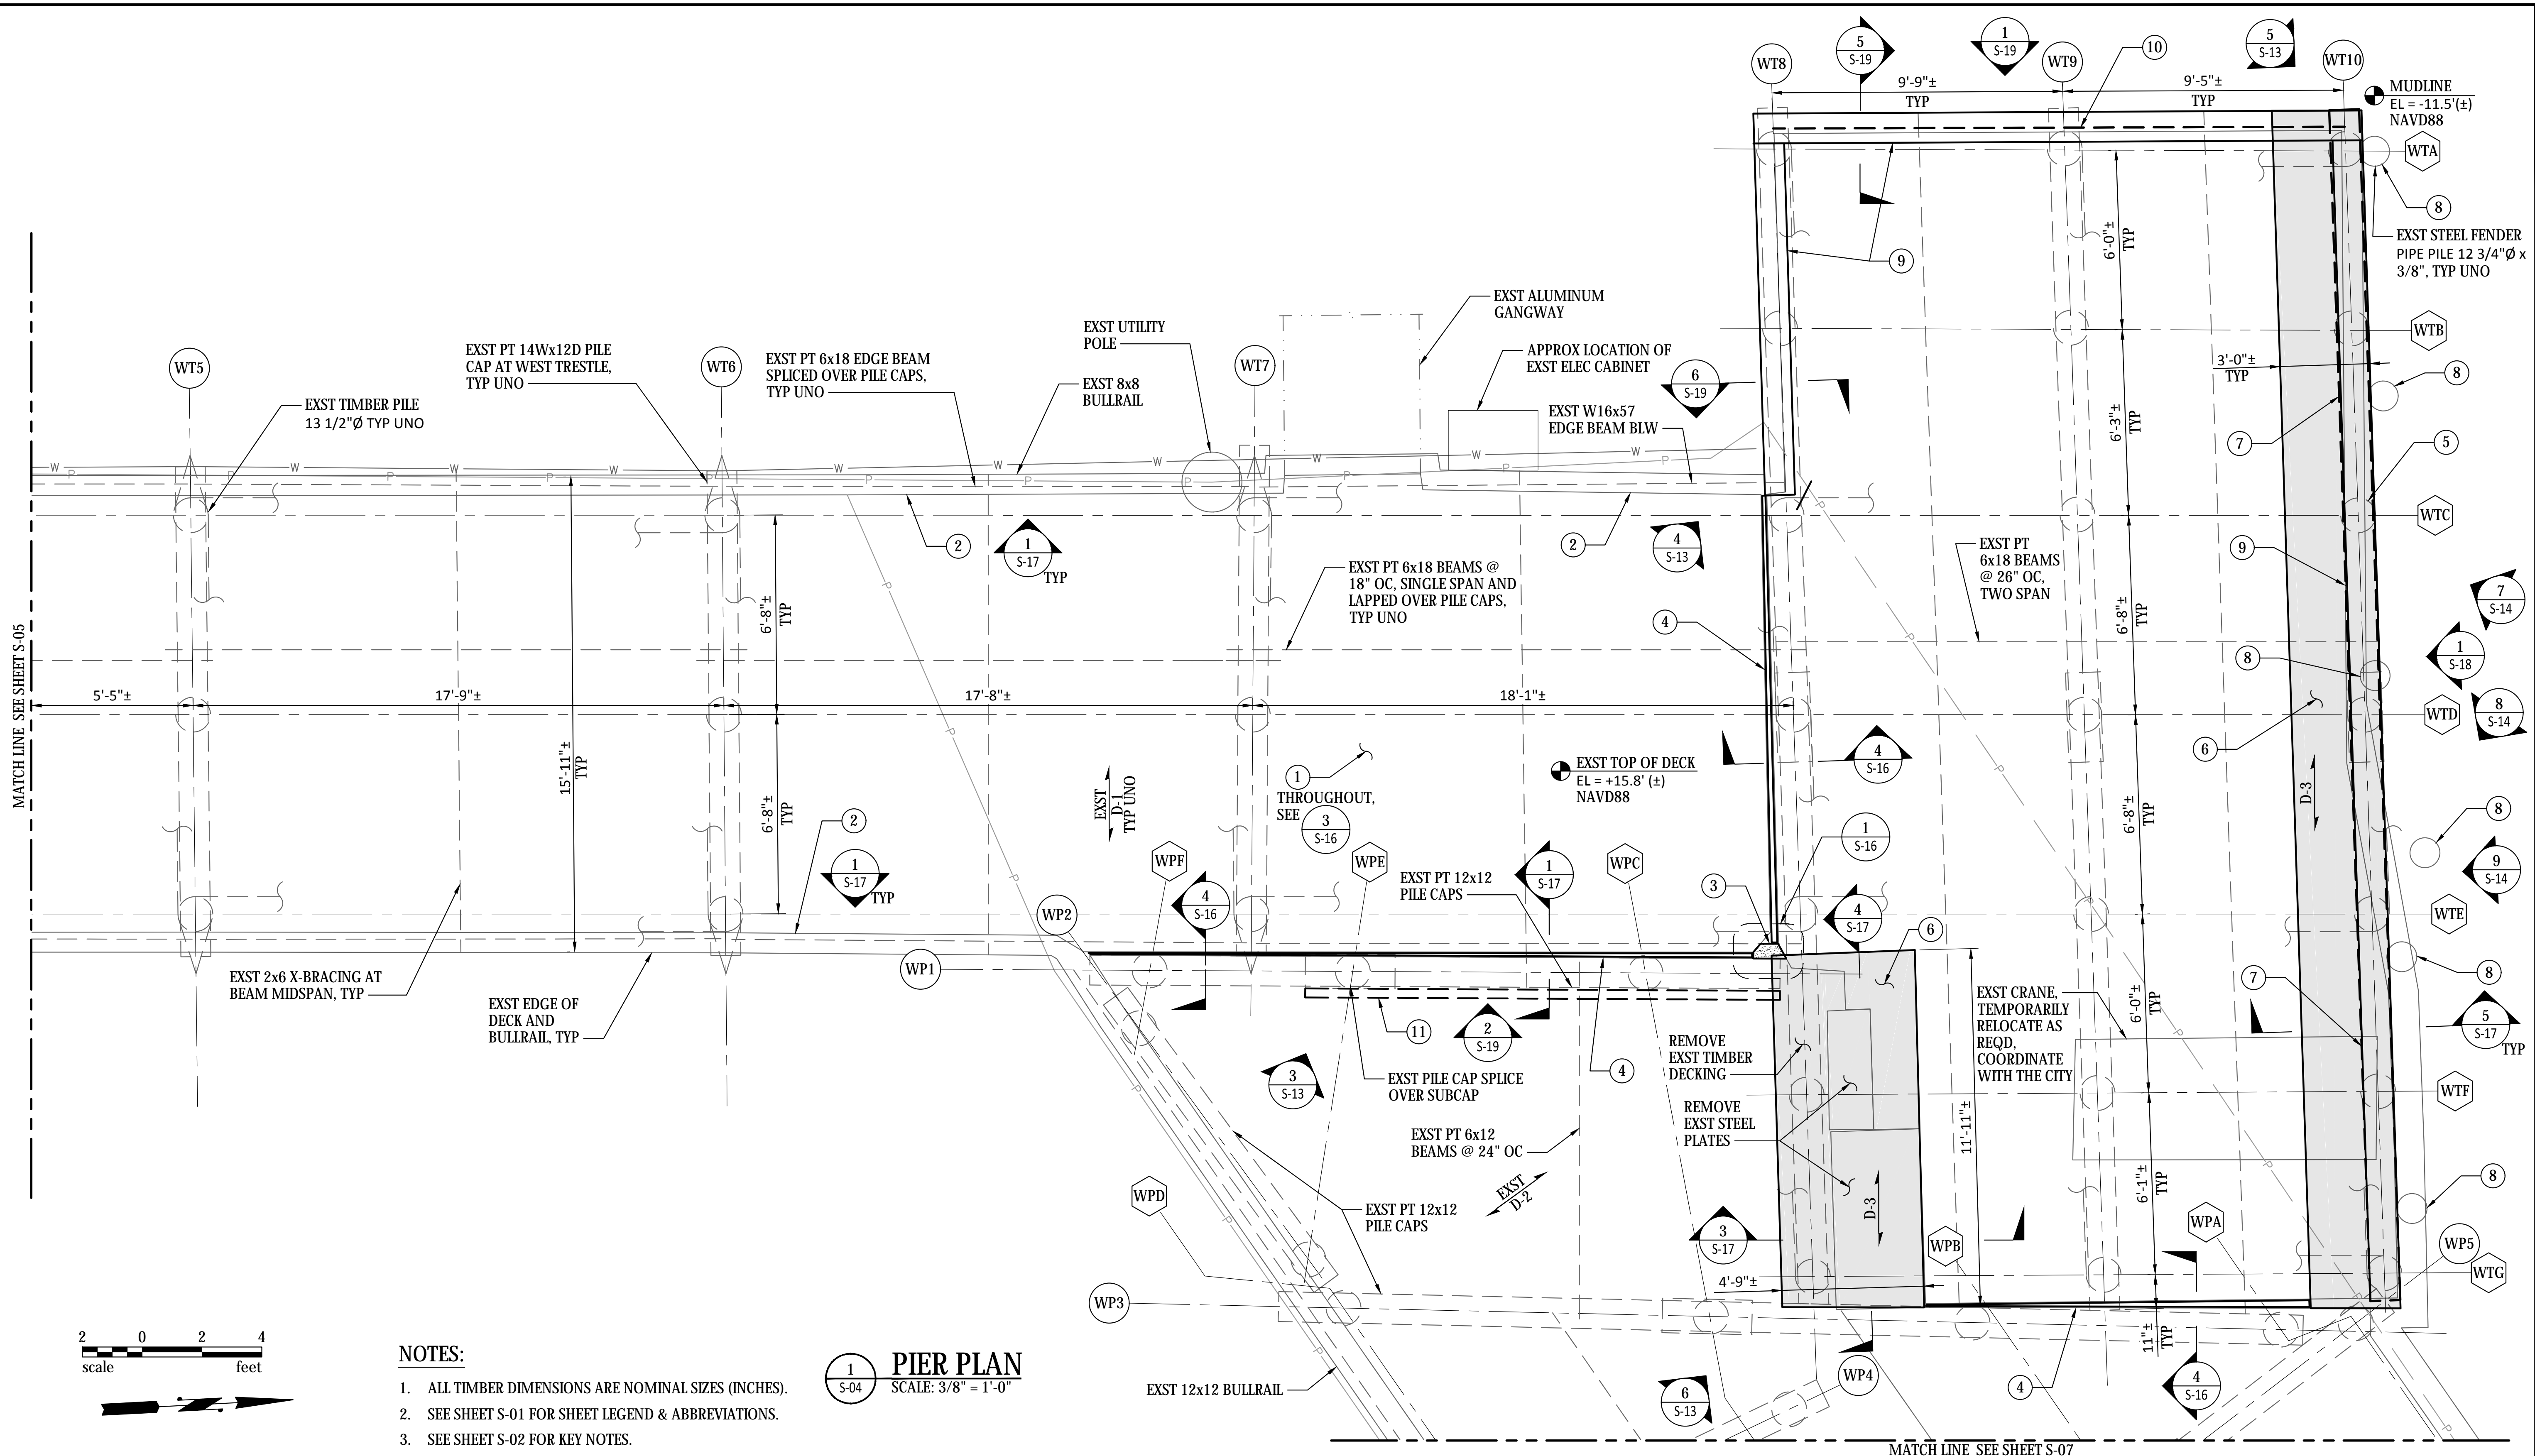 5
S-19
1
S-19
5
S-13
WT8
WT9
WT10
10
9'-9"±
TYP
9'-5"±
TYP
MUDLINE
EL = -11.5'(±)
NAVD88
WTA
8
EXST STEEL FENDER
PIPE PILE 12 3/4"Ø x
3/8", TYP UNO
6'-0"±
TYP
9
EXST ALUMINUM
GANGWAY
EXST UTILITY
POLE
APPROX LOCATION OF
EXST ELEC CABINET
WTB
3'-0"±
TYP
8
6
S-19
WT5
WT6
WT7
EXST PT 14Wx12D PILE
CAP AT WEST TRESTLE,
TYP UNO
EXST PT 6x18 EDGE BEAM
SPLICED OVER PILE CAPS,
TYP UNO
EXST 8x8
BULLRAIL
EXST TIMBER PILE
13 1/2"Ø TYP UNO
EXST W16x57
EDGE BEAM BLW
6'-3"±
TYP
7
5
W W W W W W W W W W W
P P P P P P P P P
WTC
2
1
S-17
TYP
2
4
S-13
EXST PT
6x18 BEAMS
@ 26" OC,
TWO SPAN
9
EXST PT 6x18 BEAMS @
18" OC, SINGLE SPAN AND
LAPPED OVER PILE CAPS,
TYP UNO
6'-8"±
TYP
4
6'-8"±
TYP
7
S-14
1
S-18
8
8
S-14
MATCH LINE SEE SHEET S-05
5'-5"±
17'-9"±
17'-8"±
18'-1"±
WTD
6
15'-11"±
TYP
4
S-16
EXST TOP OF DECK
EL = +15.8' (±)
NAVD88
1
THROUGHOUT,
SEE
3
S-16
EXST
D-1
TYP UNO
D-3
6'-8"±
TYP
6'-8"±
TYP
2
1
S-17
TYP
8
1
S-16
WPF
WPE
WPC
1
S-17
9
S-14
EXST PT 12x12
PILE CAPS
3
4
S-16
4
S-17
WP2
WTE
6
WP1
EXST 2x6 X-BRACING AT
BEAM MIDSPAN, TYP
EXST EDGE OF
DECK AND
BULLRAIL, TYP
8
7
EXST CRANE,
TEMPORARILY
RELOCATE AS
REQD,
COORDINATE
WITH THE CITY
6'-0"±
TYP
5
S-17
TYP
11
2
S-19
REMOVE
EXST TIMBER
DECKING
4
3
S-13
EXST PILE CAP SPLICE
OVER SUBCAP
REMOVE
EXST STEEL
PLATES
WTF
11'-11"±
EXST PT 6x12
BEAMS @ 24" OC
WPD
EXST
D-2
EXST PT 12x12
PILE CAPS
6'-1"±
TYP
8
D-3
3
S-17
WPB
WPA
WP5
WTG
4'-9"±
WP3
11"±
TYP
2 0 2 4
scale feet
NOTES:
1. ALL TIMBER DIMENSIONS ARE NOMINAL SIZES (INCHES).
2. SEE SHEET S-01 FOR SHEET LEGEND & ABBREVIATIONS.
3. SEE SHEET S-02 FOR KEY NOTES.
1
S-04
PIER PLAN
SCALE: 3/8" = 1'-0"
EXST 12x12 BULLRAIL
6
S-13
WP4
4
4
S-16
MATCH LINE SEE SHEET S-07